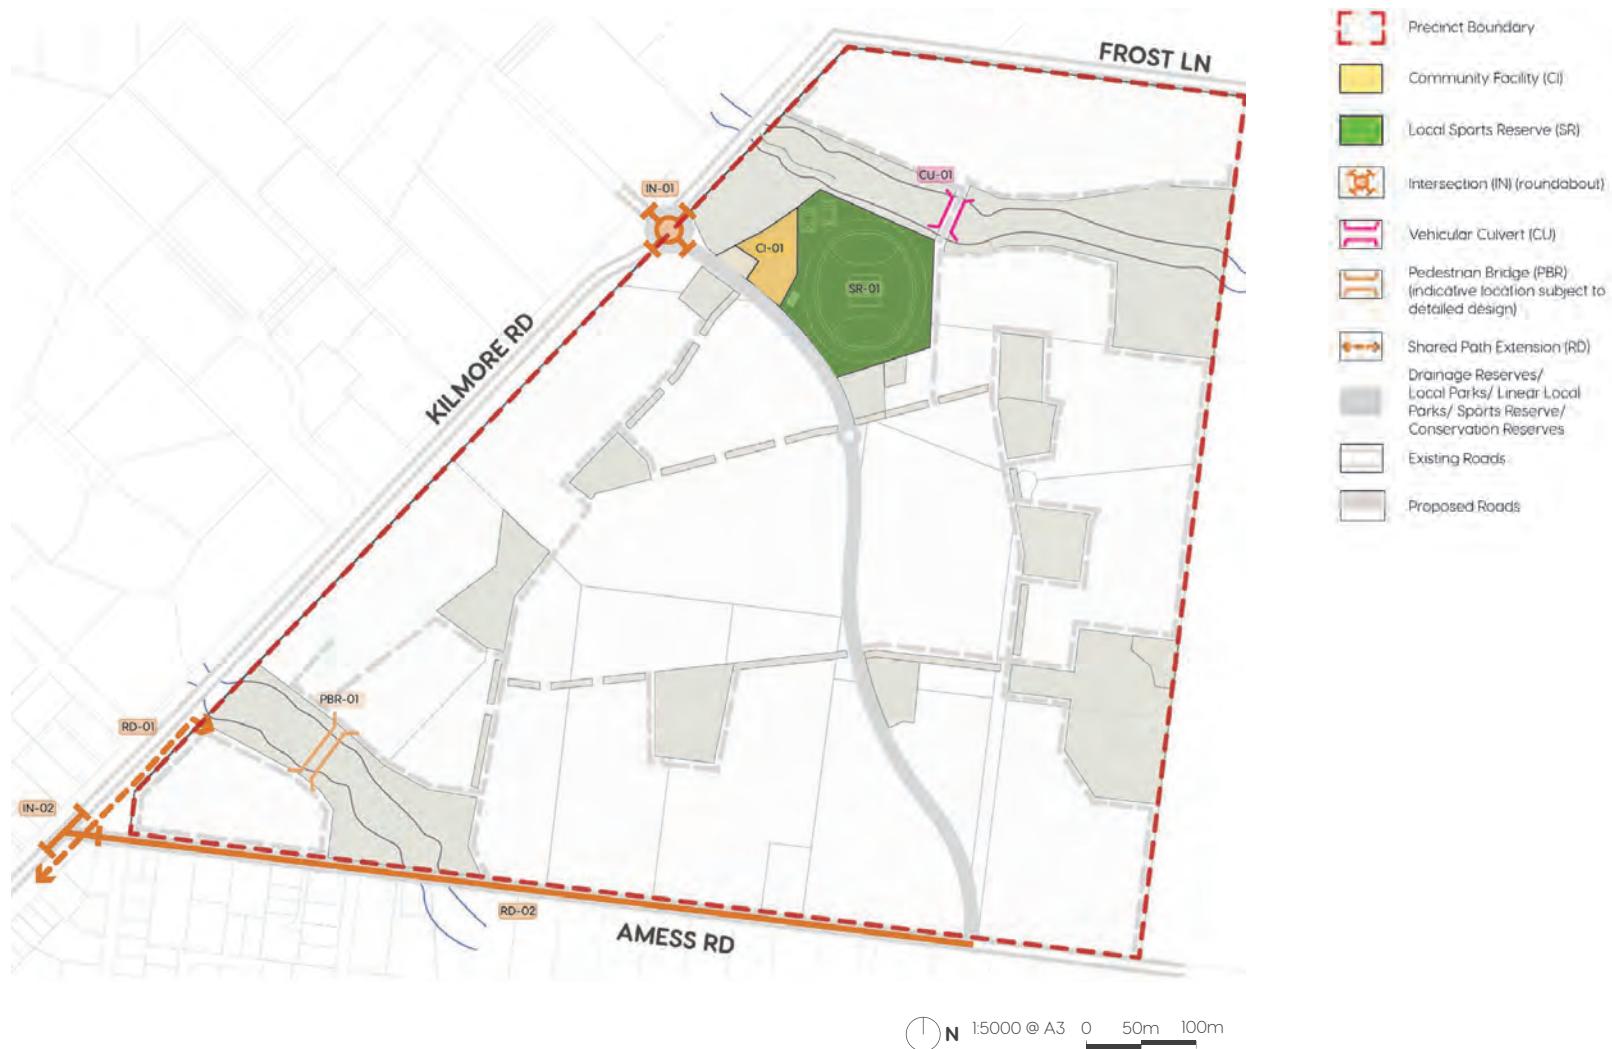 FROST LN
CU-01
IN-01
CI-01
SR-01
KILMORE RD
PBR-01
RD-01
IN-02
RD-02
AMESS RD
Precinct Boundary
Community Facility (CI)
Local Sports Reserve (SR)
Intersection (IN) (roundabout)
Vehicular Culvert (CU)
Pedestrian Bridge (PBR)
(indicative location subject to
detailed design)
Shared Path Extension (RD)
Drainage Reserves/
Local Parks/ Linear Local
Parks/ Sports Reserve/
Conservation Reserves
Existing Roads
Proposed Roads
N 1:5000 @ A3 0 50m 100m